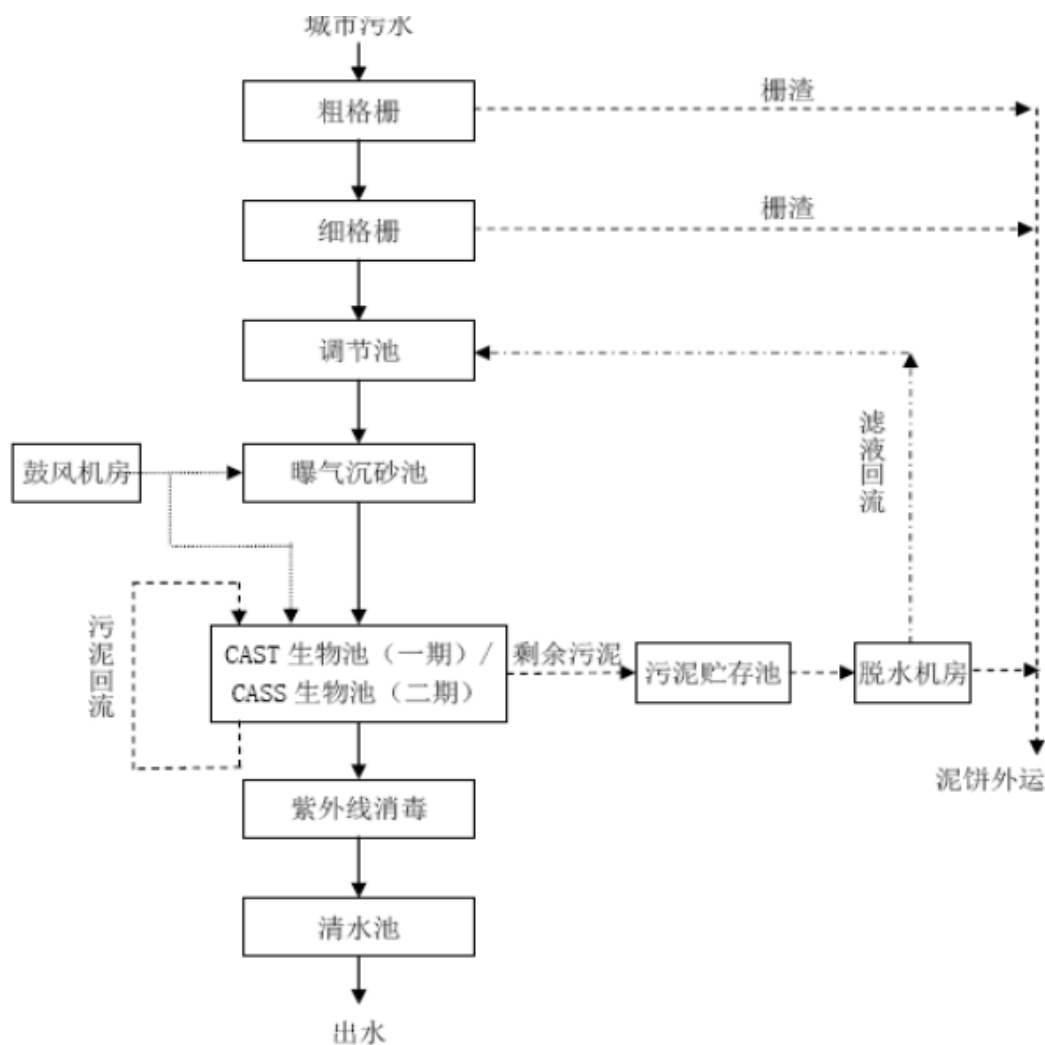 城市污水
粗格栅
栅渣
细格栅
栅渣
调节池
滤液回流
鼓风机房
曝气沉砂池
污泥回流
CAST 生物池（一期）/
CASS 生物池（二期）
剩余污泥
污泥贮存池
脱水机房
泥饼外运
紫外线消毒
清水池
出水